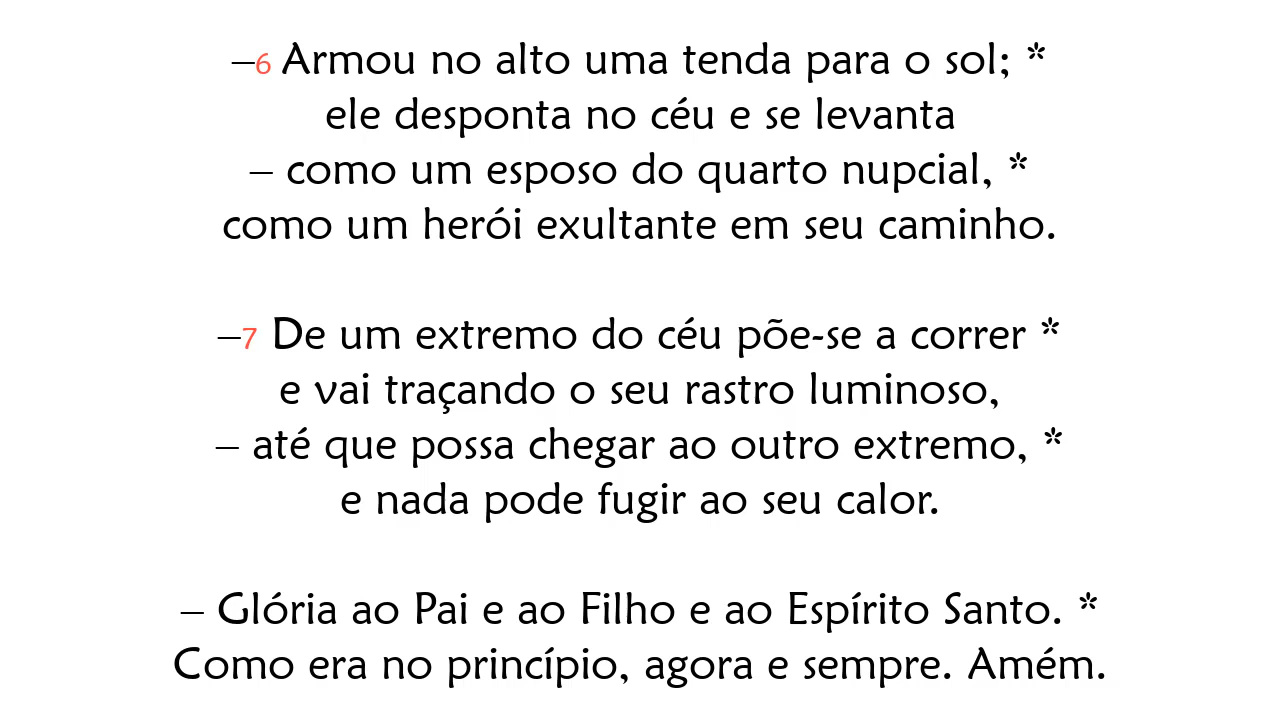 –6 Armou no alto uma tenda para o sol; *
ele desponta no céu e se levanta
– como um esposo do quarto nupcial, *
como um herói exultante em seu caminho.
–7 De um extremo do céu põe-se a correr *
e vai traçando o seu rastro luminoso,
– até que possa chegar ao outro extremo, *
e nada pode fugir ao seu calor.
– Glória ao Pai e ao Filho e ao Espírito Santo. *
Como era no princípio, agora e sempre. Amém.